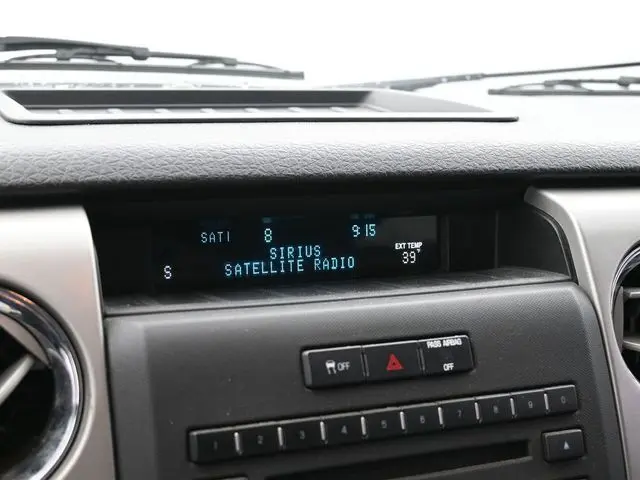 SAT1 8 9:15
SIRIUS
EXT TEMP
S SATELLITE RADIO 39°
PASS AIRBAG
OFF OFF
1 2 3 4 5 6 7 8 9 0